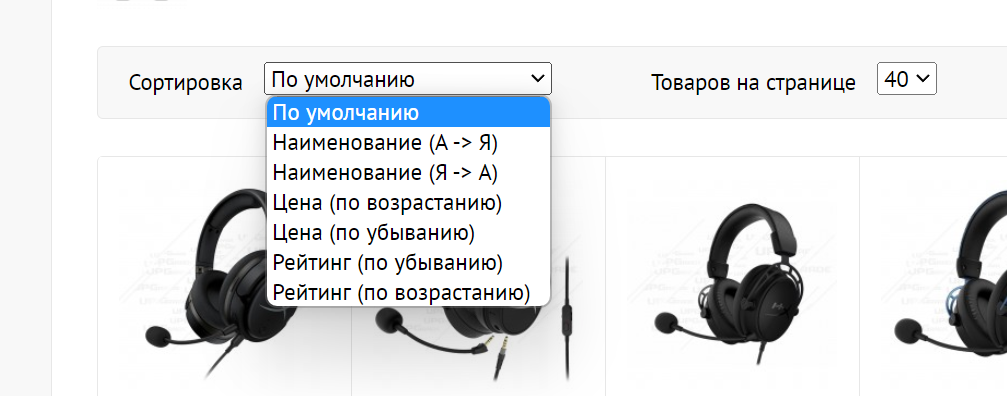 Сортировка По умолчанию Товаров на странице 40
По умолчанию
Наименование (А -> Я)
Наименование (Я -> А)
Цена (по возрастанию)
Цена (по убыванию)
Рейтинг (по убыванию)
Рейтинг (по возрастанию)